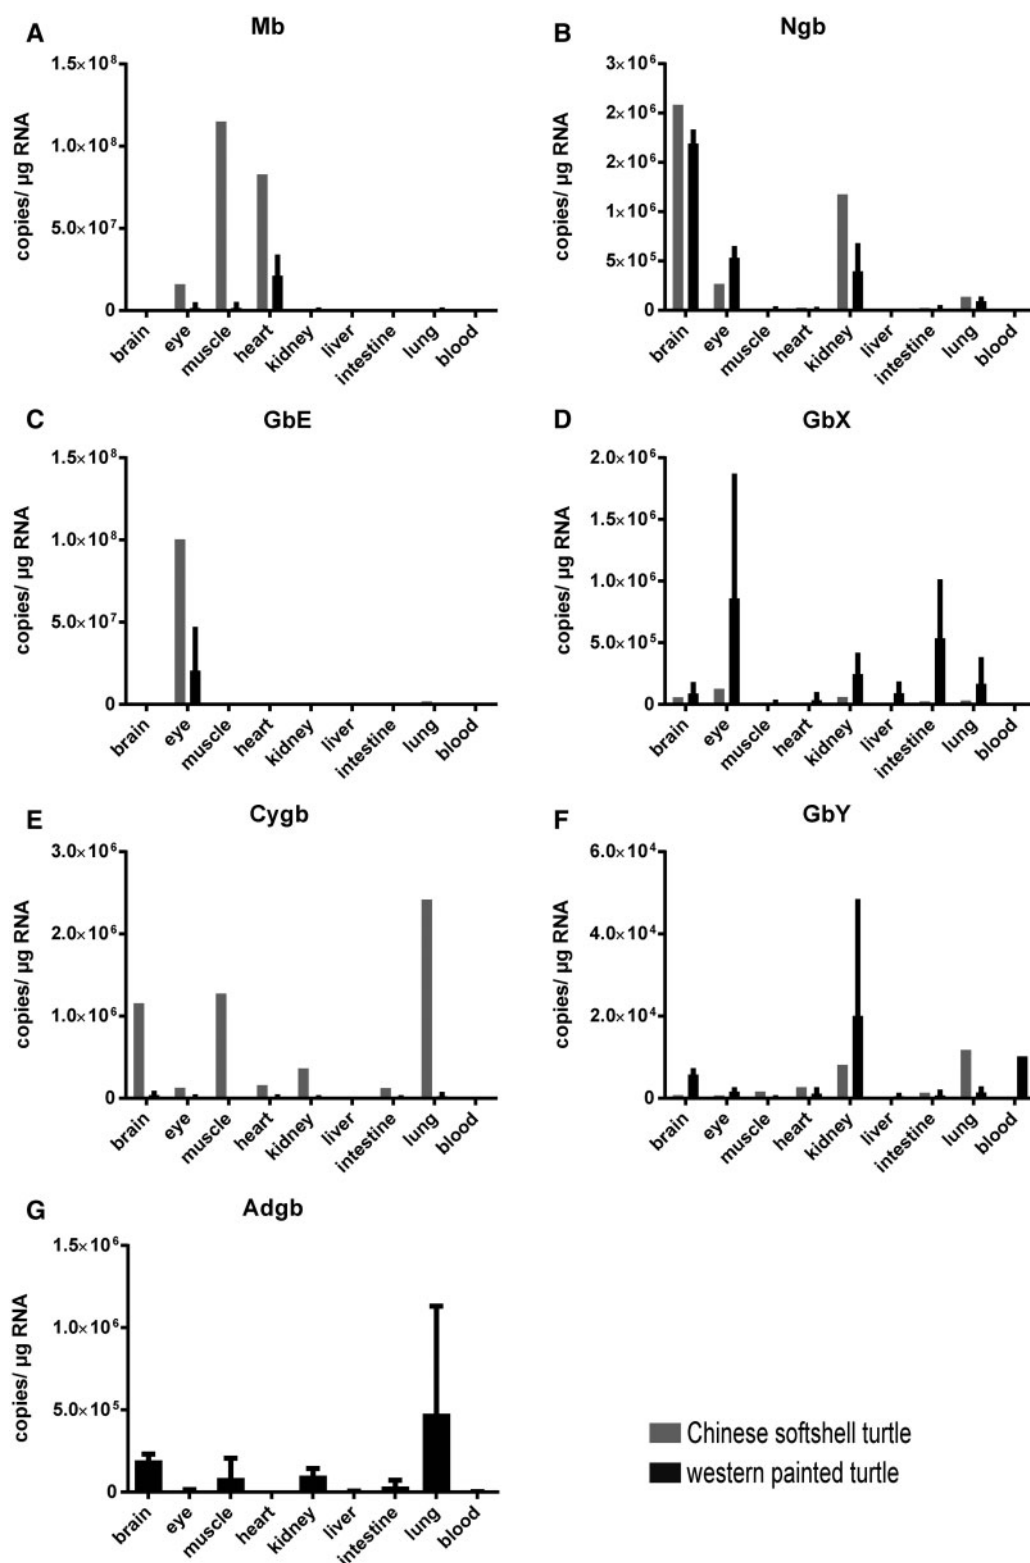 A Mb
copies/ µg RNA
1.5×10⁸
1.0×10⁸
5.0×10⁷
0
brain eye muscle heart kidney liver intestine lung blood
B Ngb
copies/ µg RNA
3×10⁶
2×10⁶
2×10⁶
1×10⁶
5×10⁵
0
brain eye muscle heart kidney liver intestine lung blood
C GbE
copies/ µg RNA
1.5×10⁸
1.0×10⁸
5.0×10⁷
0
brain eye muscle heart kidney liver intestine lung blood
D GbX
copies/ µg RNA
2.0×10⁶
1.5×10⁶
1.0×10⁶
5.0×10⁵
0
brain eye muscle heart kidney liver intestine lung blood
E Cygb
copies/ µg RNA
3.0×10⁶
2.0×10⁶
1.0×10⁶
0
brain eye muscle heart kidney liver intestine lung blood
F GbY
copies/ µg RNA
6.0×10⁴
4.0×10⁴
2.0×10⁴
0
brain eye muscle heart kidney liver intestine lung blood
G Adgb
copies/ µg RNA
1.5×10⁶
1.0×10⁶
5.0×10⁵
0
brain eye muscle heart kidney liver intestine lung blood
Chinese softshell turtle
western painted turtle